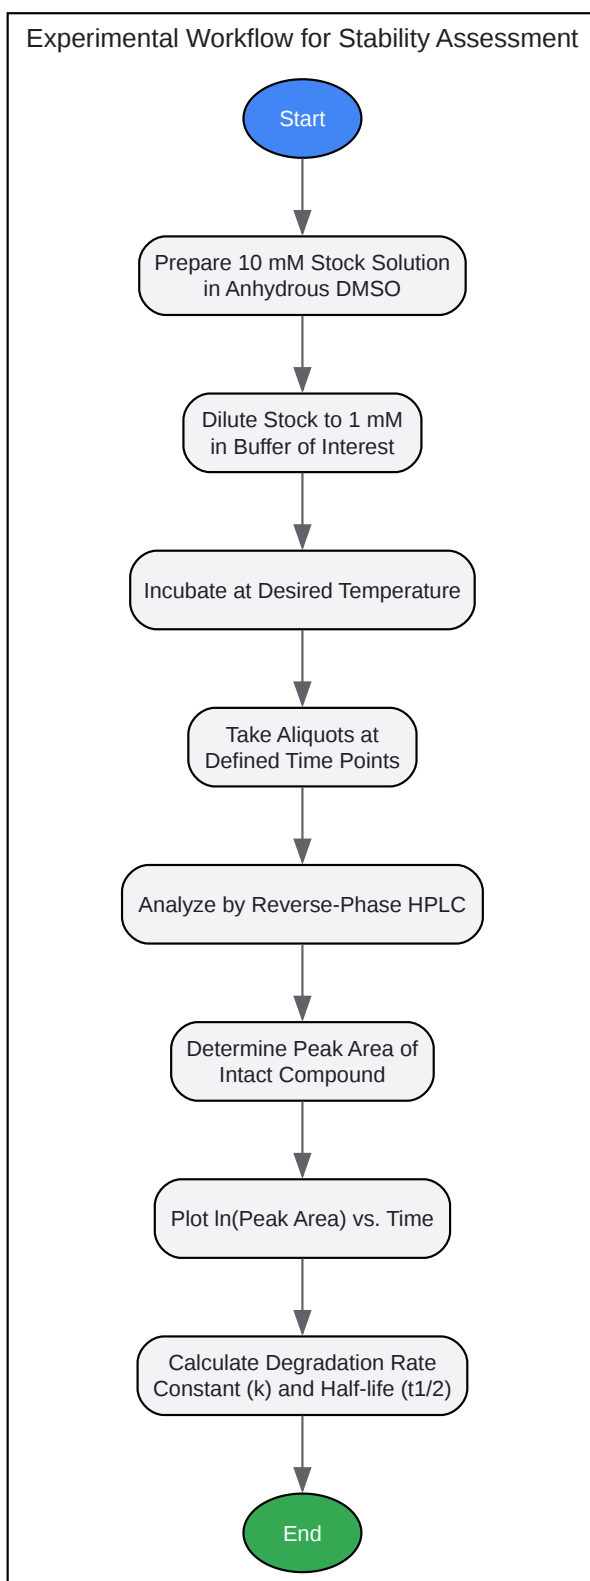 Experimental Workflow for Stability Assessment
Start
Prepare 10 mM Stock Solution
in Anhydrous DMSO
Dilute Stock to 1 mM
in Buffer of Interest
Incubate at Desired Temperature
Take Aliquots at
Defined Time Points
Analyze by Reverse-Phase HPLC
Determine Peak Area of
Intact Compound
Plot ln(Peak Area) vs. Time
Calculate Degradation Rate
Constant (k) and Half-life (t1/2)
End